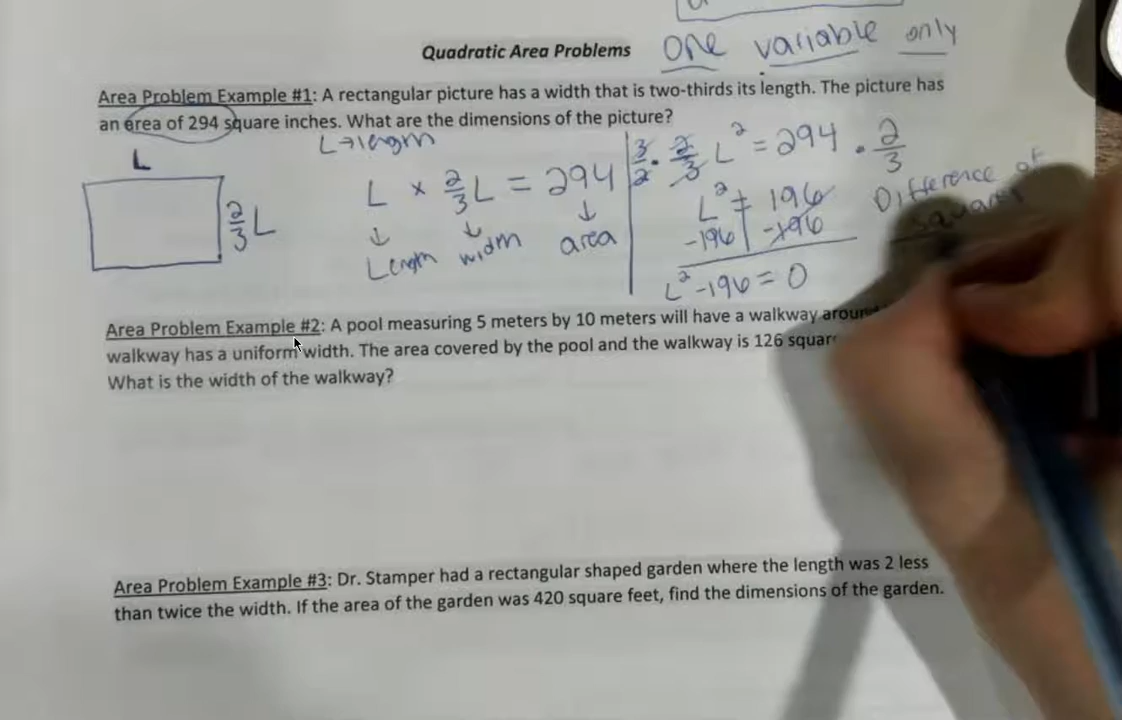 Quadratic Area Problems
one variable only
Area Problem Example #1: A rectangular picture has a width that is two-thirds its length. The picture has
an area of 294 square inches. What are the dimensions of the picture?
L→length
L
2/3 L
L × 2/3 L = 294
↓ ↓ ↓
Length width area
3/2 · 2/3 L² = 294 · 2/3
L² = 196
-196 -196
L² -196 = 0
Difference of
squares
Area Problem Example #2: A pool measuring 5 meters by 10 meters will have a walkway
walkway has a uniform width. The area covered by the pool and the walkway is 126
What is the width of the walkway?
Area Problem Example #3: Dr. Stamper had a rectangular shaped garden where the length was 2 less
than twice the width. If the area of the garden was 420 square feet, find the dimensions of the garden.